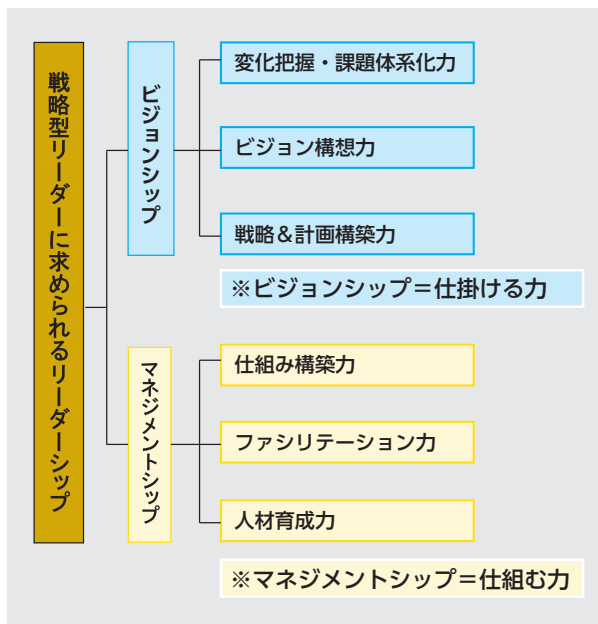 戦略型リーダーに求められるリーダーシップ
ビジョンシップ
変化把握・課題体系化力
ビジョン構想力
戦略＆計画構築力
※ビジョンシップ＝仕掛ける力
マネジメントシップ
仕組み構築力
ファシリテーション力
人材育成力
※マネジメントシップ＝仕組む力